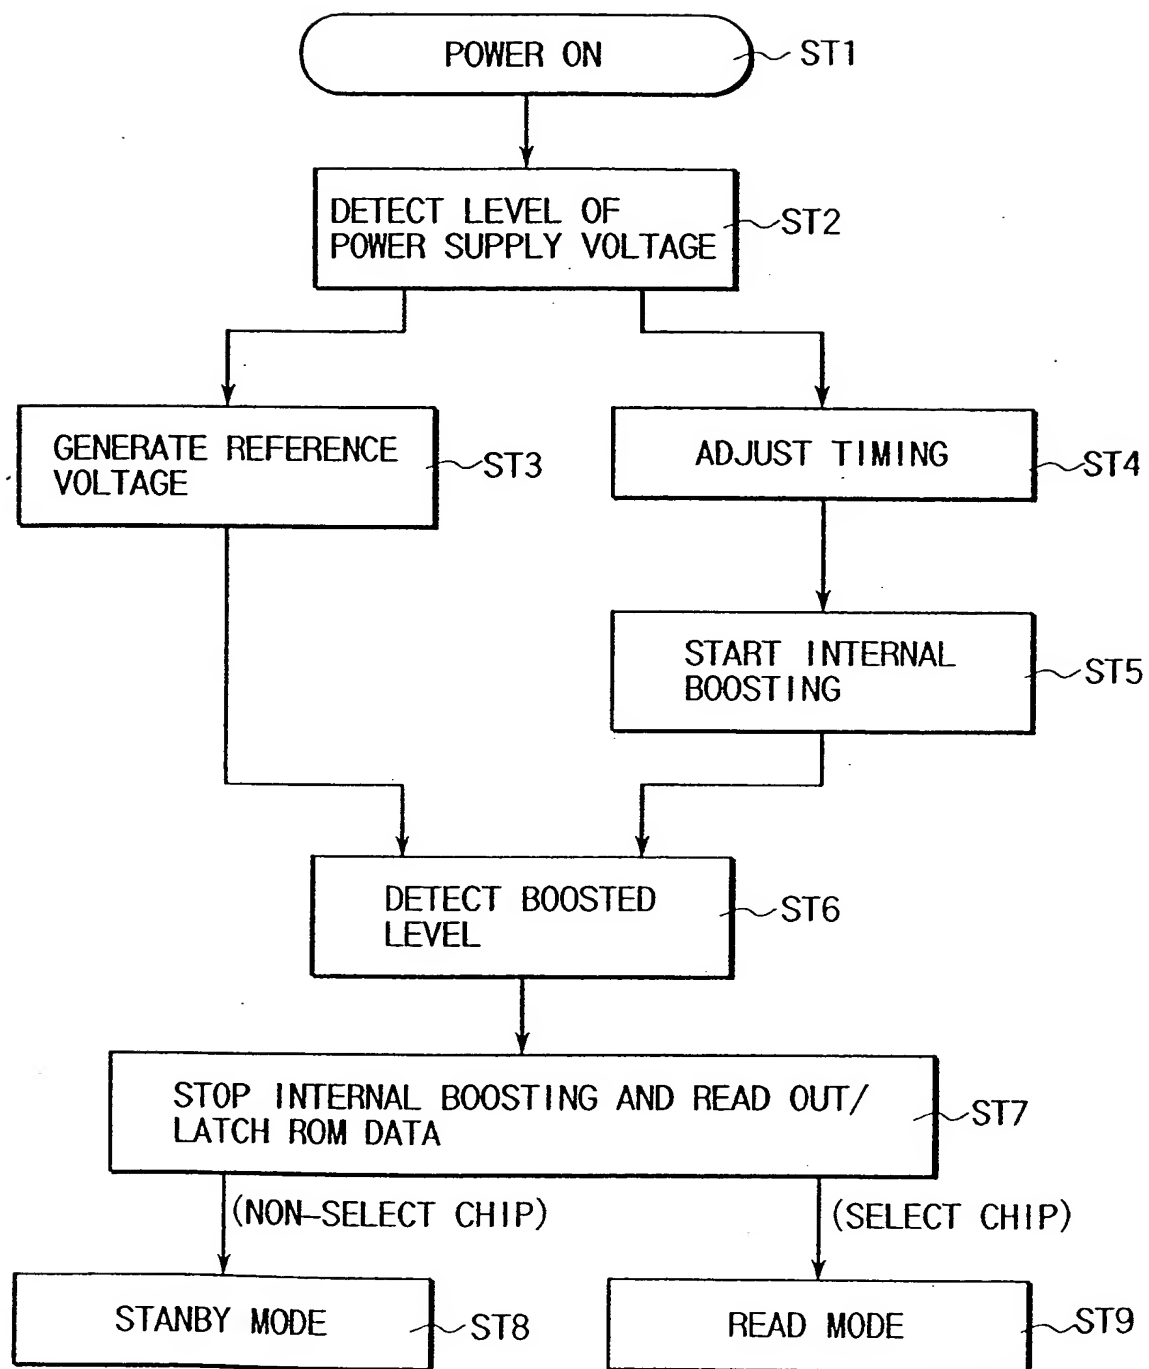 POWER ON
ST1
DETECT LEVEL OF
POWER SUPPLY VOLTAGE
ST2
GENERATE REFERENCE
VOLTAGE
ST3
ADJUST TIMING
ST4
START INTERNAL
BOOSTING
ST5
DETECT BOOSTED
LEVEL
ST6
STOP INTERNAL BOOSTING AND READ OUT/
LATCH ROM DATA
ST7
(NON-SELECT CHIP)
(SELECT CHIP)
STANBY MODE
ST8
READ MODE
ST9